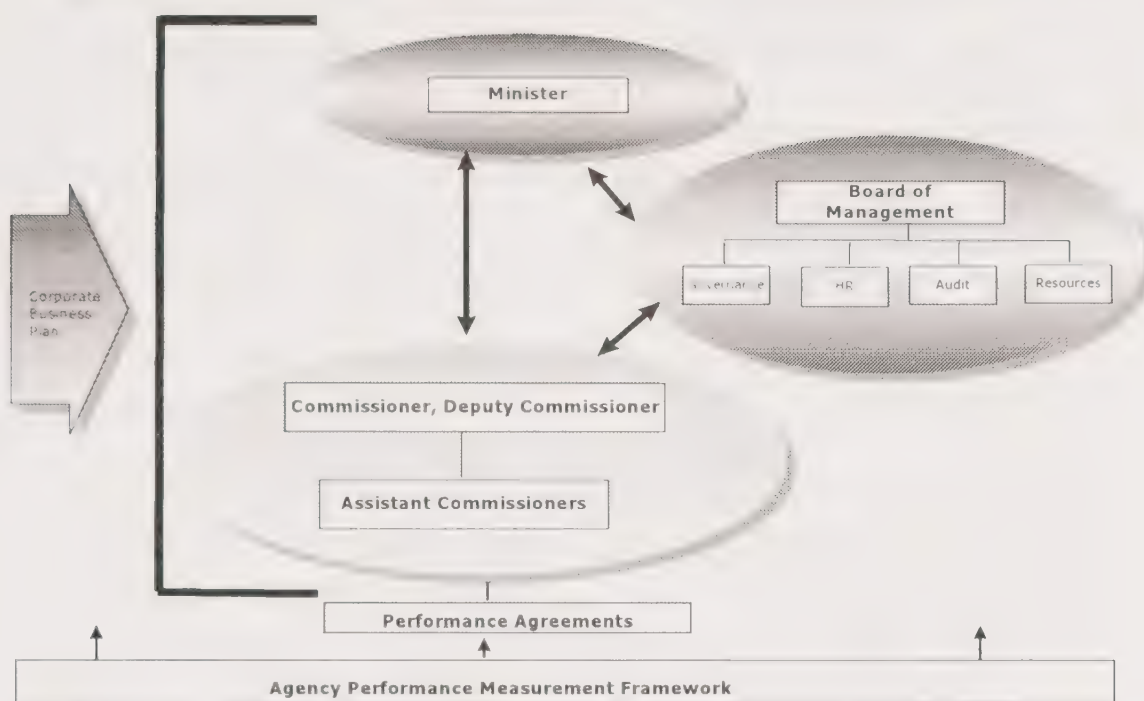 Minister
Board of
Management
HR
Audit
Resources
Corporate
Business
Plan
Commissioner, Deputy Commissioner
Assistant Commissioners
Performance Agreements
Agency Performance Measurement Framework